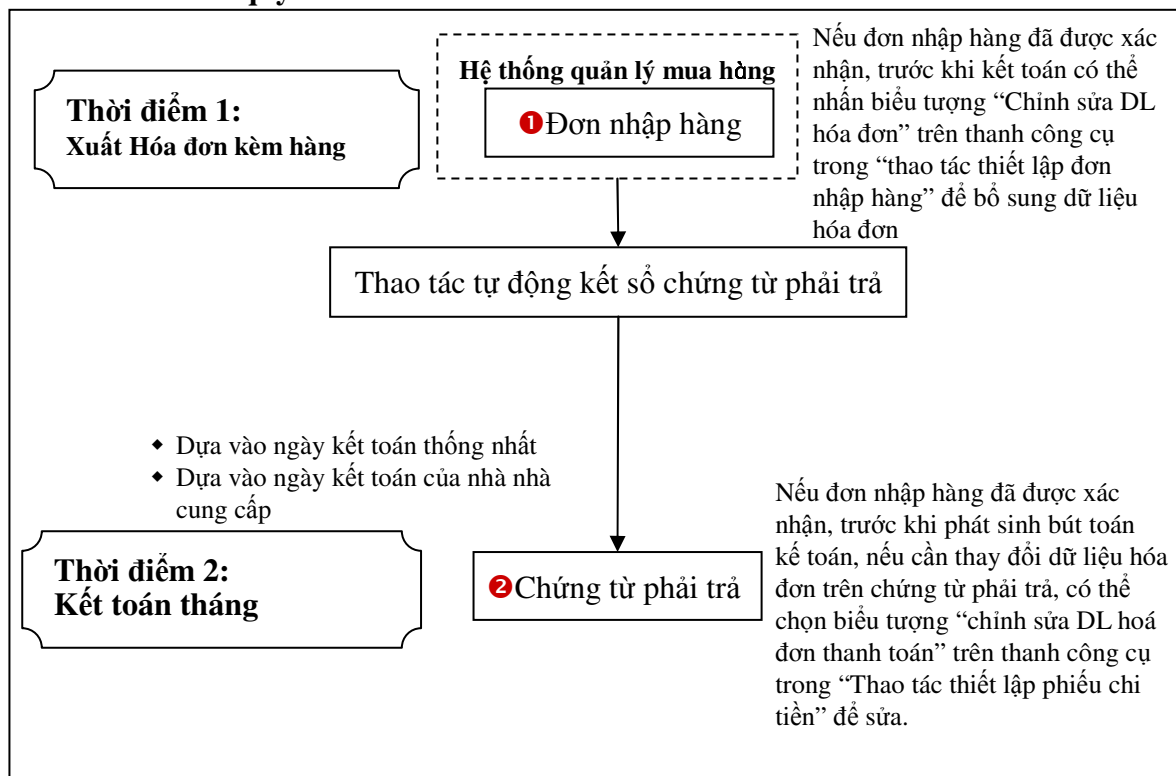 Thời điểm 1:
Xuất Hóa đơn kèm hàng
Hệ thống quản lý mua hàng
❶Đơn nhập hàng
Nếu đơn nhập hàng đã được xác
nhận, trước khi kết toán có thể
nhấn biểu tượng “Chỉnh sửa DL
hóa đơn” trên thanh công cụ
trong “thao tác thiết lập đơn
nhập hàng” để bổ sung dữ liệu
hóa đơn
Thao tác tự động kết sổ chứng từ phải trả
◆ Dựa vào ngày kết toán thống nhất
◆ Dựa vào ngày kết toán của nhà nhà
cung cấp
Thời điểm 2:
Kết toán tháng
❷Chứng từ phải trả
Nếu đơn nhập hàng đã được xác
nhận, trước khi phát sinh bút toán
kế toán, nếu cần thay đổi dữ liệu hóa
đơn trên chứng từ phải trả, có thể
chọn biểu tượng “chỉnh sửa DL hoá
đơn thanh toán” trên thanh công cụ
trong “Thao tác thiết lập phiếu chi
tiền” để sửa.